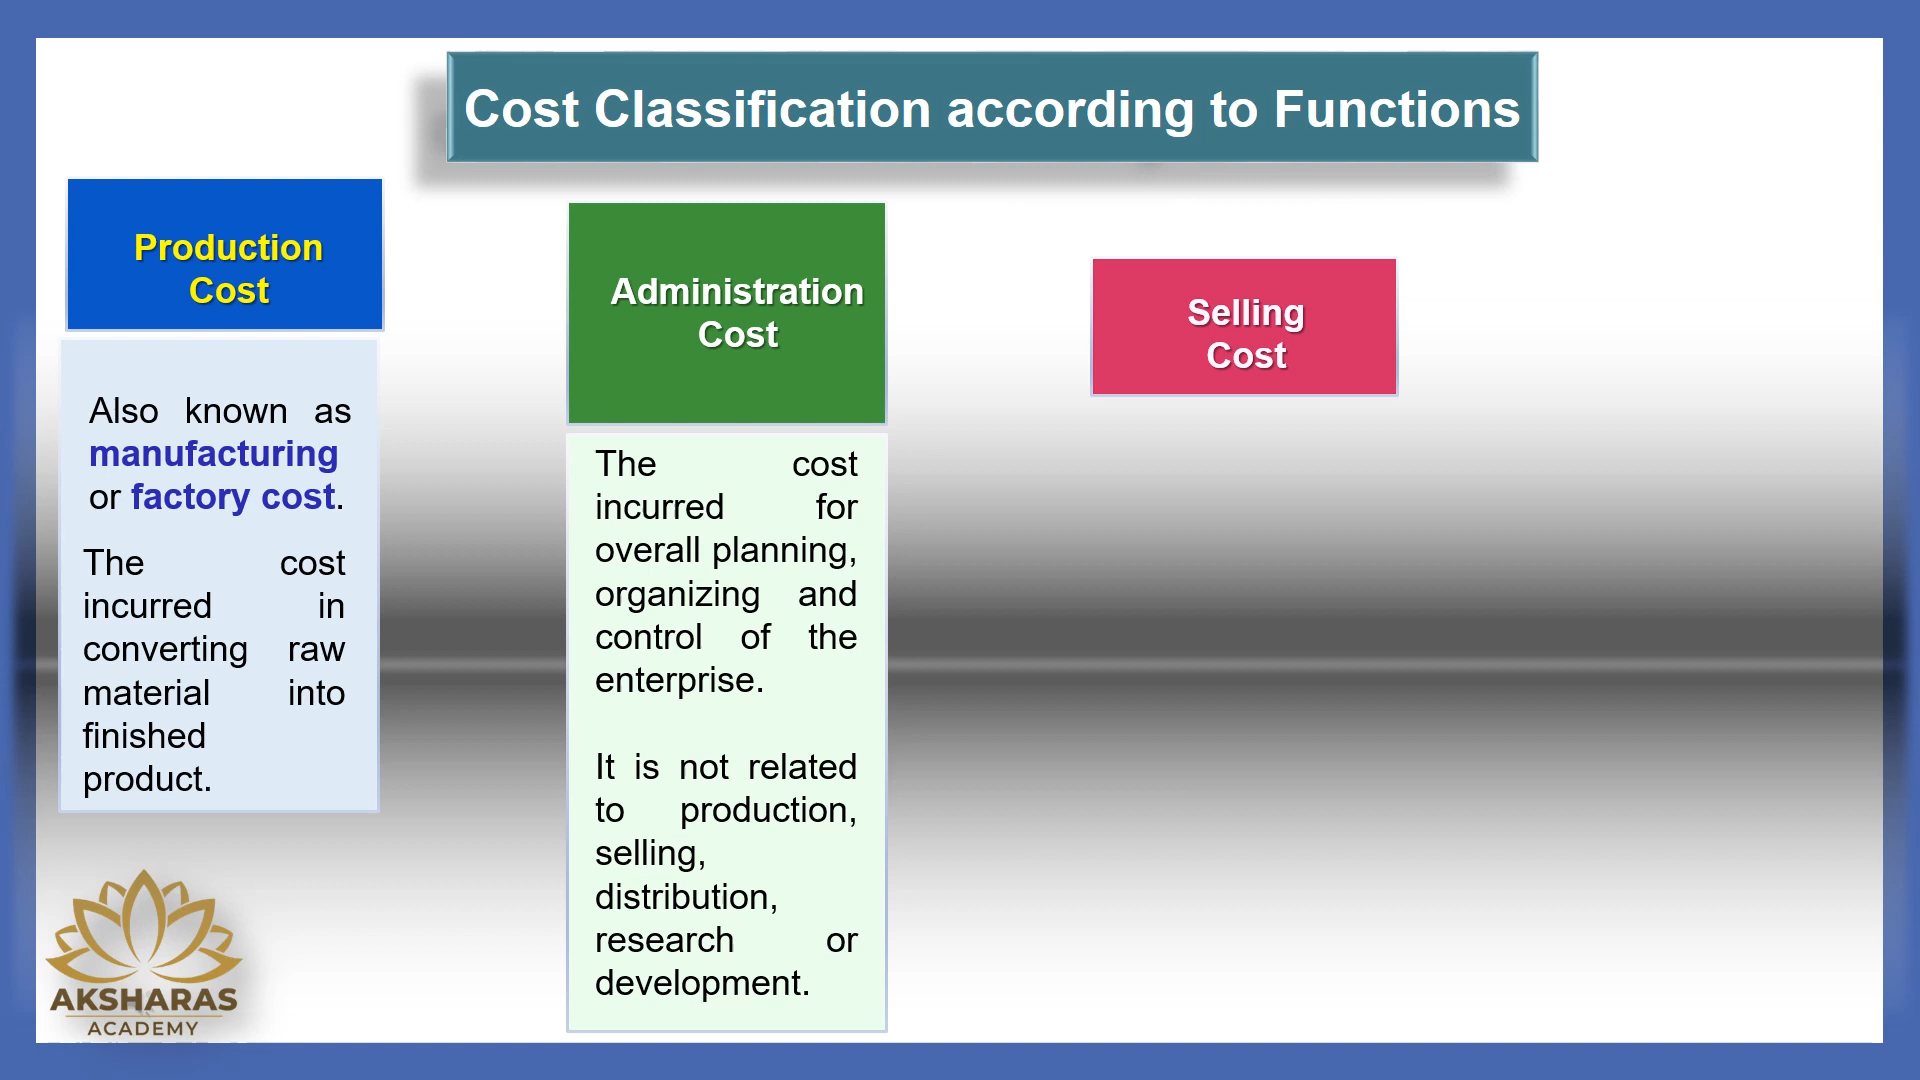 Cost Classification according to Functions
Production
Cost
Also known as
manufacturing
or factory cost.
The cost
incurred in
converting raw
material into
finished
product.
Administration
Cost
The cost
incurred for
overall planning,
organizing and
control of the
enterprise.
It is not related
to production,
selling,
distribution,
research or
development.
Selling
Cost
AKSHARAS
ACADEMY